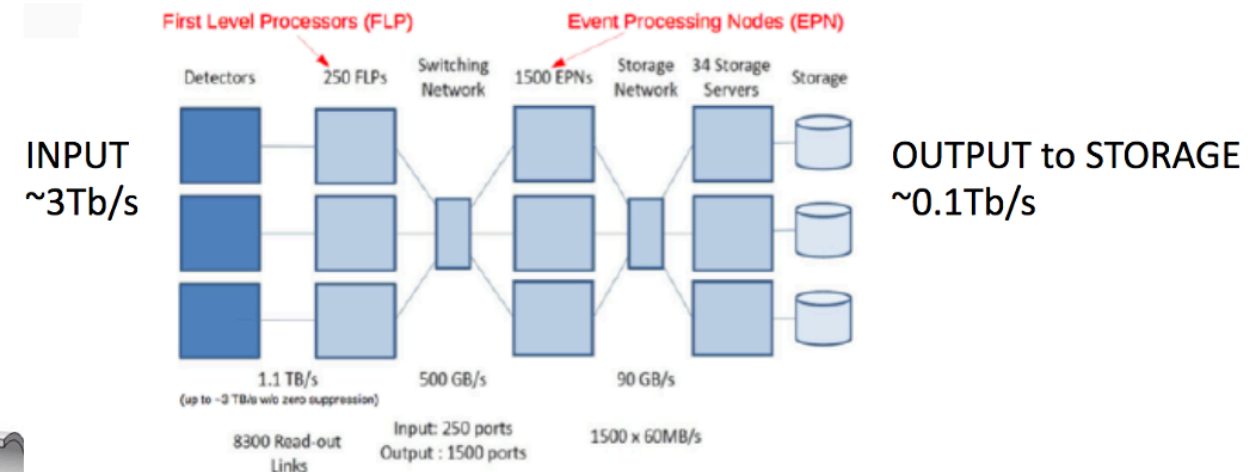 First Level Processors (FLP)
Event Processing Nodes (EPN)
Detectors
250 FLPs
Switching
Network
1500 EPNs
Storage
Network
34 Storage
Servers
Storage
INPUT
~3Tb/s
OUTPUT to STORAGE
~0.1Tb/s
1.1 TB/s
(up to ~3 TB/s w/o zero suppression)
500 GB/s
90 GB/s
8300 Read-out
Links
Input: 250 ports
Output : 1500 ports
1500 x 60MB/s